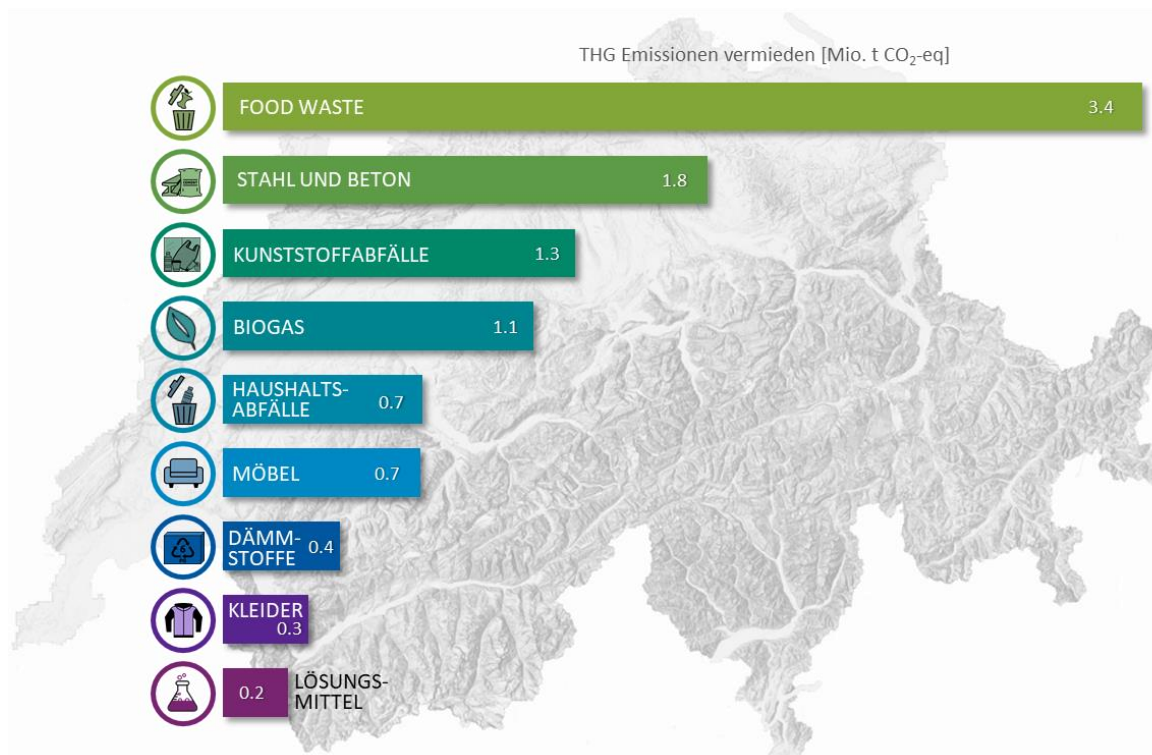 THG Emissionen vermieden [Mio. t CO₂-eq]
FOOD WASTE 3.4
STAHL UND BETON 1.8
KUNSTSTOFFABFÄLLE 1.3
BIOGAS 1.1
HAUSHALTS-
ABFÄLLE 0.7
MÖBEL 0.7
DÄMM-
STOFFE 0.4
KLEIDER
0.3
0.2 LÖSUNGS-
MITTEL